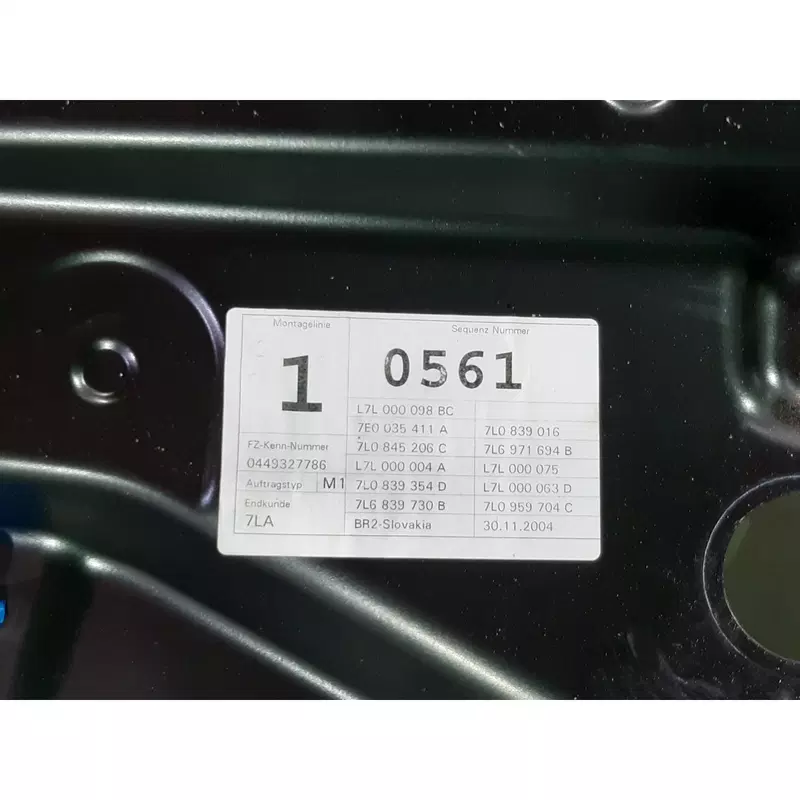 Montagelinie Sequenz Nummer
1 0561
L7L 000 098 BC
7E0 035 411 A 7L0 839 016
FZ-Kenn-Nummer 7L0 845 206 C 7L6 971 694 B
0449327786 L7L 000 004 A L7L 000 075
Auftragstyp M1 7L0 839 354 D L7L 000 063 D
Endkunde 7L6 839 730 B 7L0 959 704 C
7LA BR2-Slovakia 30.11.2004